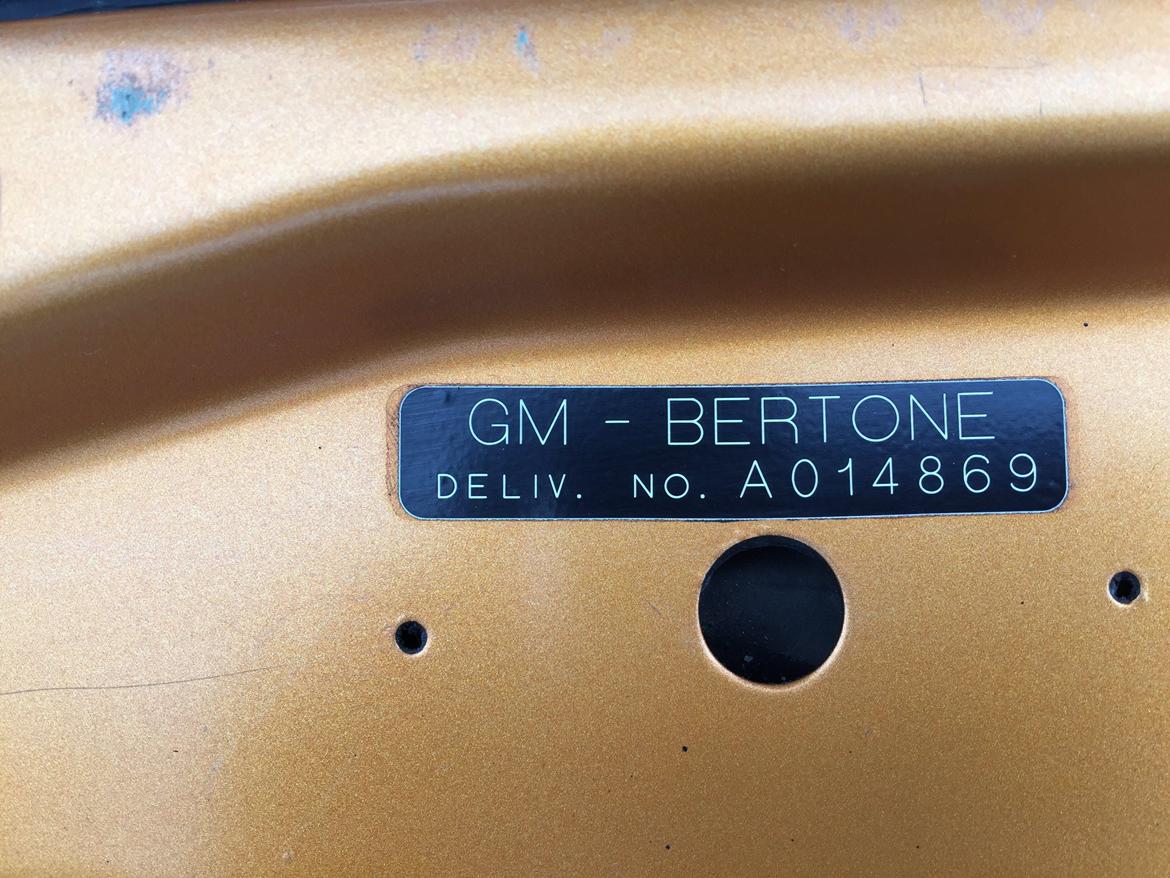 GM - BERTONE
DELIV. NO. A014869